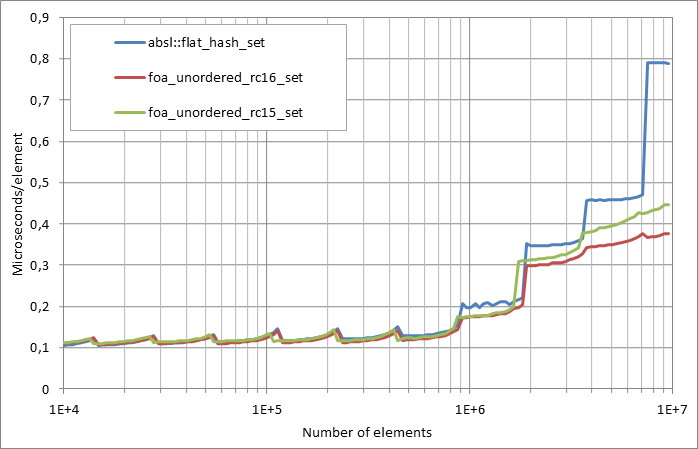 0,9
0,8
0,7
0,6
0,5
0,4
0,3
0,2
0,1
0
Microseconds/element
absl::flat_hash_set
foa_unordered_rc16_set
foa_unordered_rc15_set
1E+4 1E+5 1E+6 1E+7
Number of elements